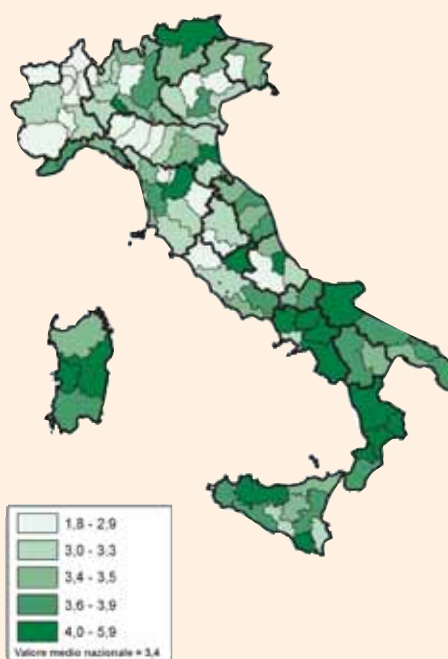 1,8 - 2,9
3,0 - 3,3
3,4 - 3,5
3,6 - 3,9
4,0 - 5,9
Valore medio nazionale = 3,4